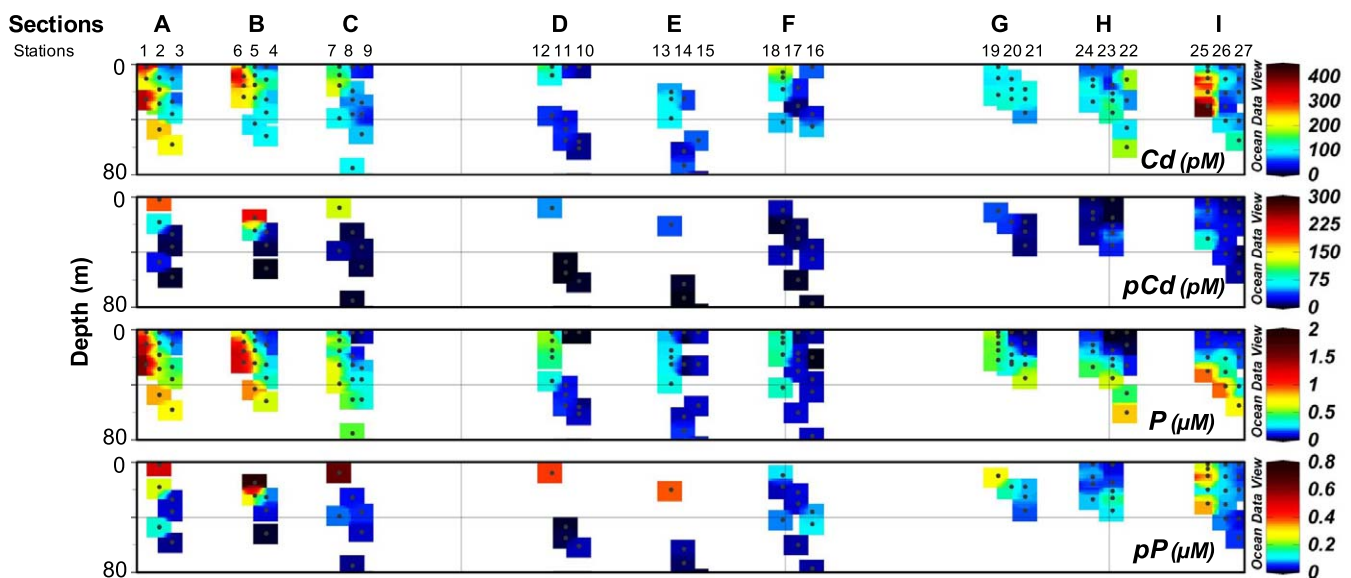 Sections A B C D E F G H I
Stations 1 2 3 6 5 4 7 8 9 12 11 10 13 14 15 18 17 16 19 20 21 24 23 22 25 26 27
Depth (m)
0
80
Cd (pM)
Ocean Data View
400
300
200
100
0
0
80
pCd (pM)
Ocean Data View
300
225
150
75
0
0
80
P (µM)
Ocean Data View
2
1.5
1
0.5
0
0
80
pP (µM)
Ocean Data View
0.8
0.6
0.4
0.2
0